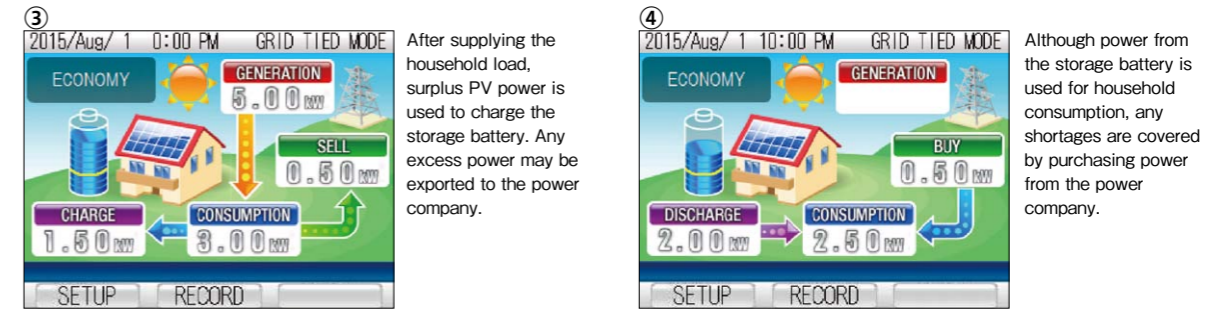 ③
2015/Aug/ 1 0:00 PM GRID TIED MODE
ECONOMY
GENERATION
5.00 kW
SELL
0.50 kW
CHARGE
1.50 kW
CONSUMPTION
3.00 kW
SETUP RECORD
After supplying the
household load,
surplus PV power is
used to charge the
storage battery. Any
excess power may be
exported to the power
company.
④
2015/Aug/ 1 10:00 PM GRID TIED MODE
ECONOMY
GENERATION
BUY
0.50 kW
DISCHARGE
2.00 kW
CONSUMPTION
2.50 kW
SETUP RECORD
Although power from
the storage battery is
used for household
consumption, any
shortages are covered
by purchasing power
from the power
company.